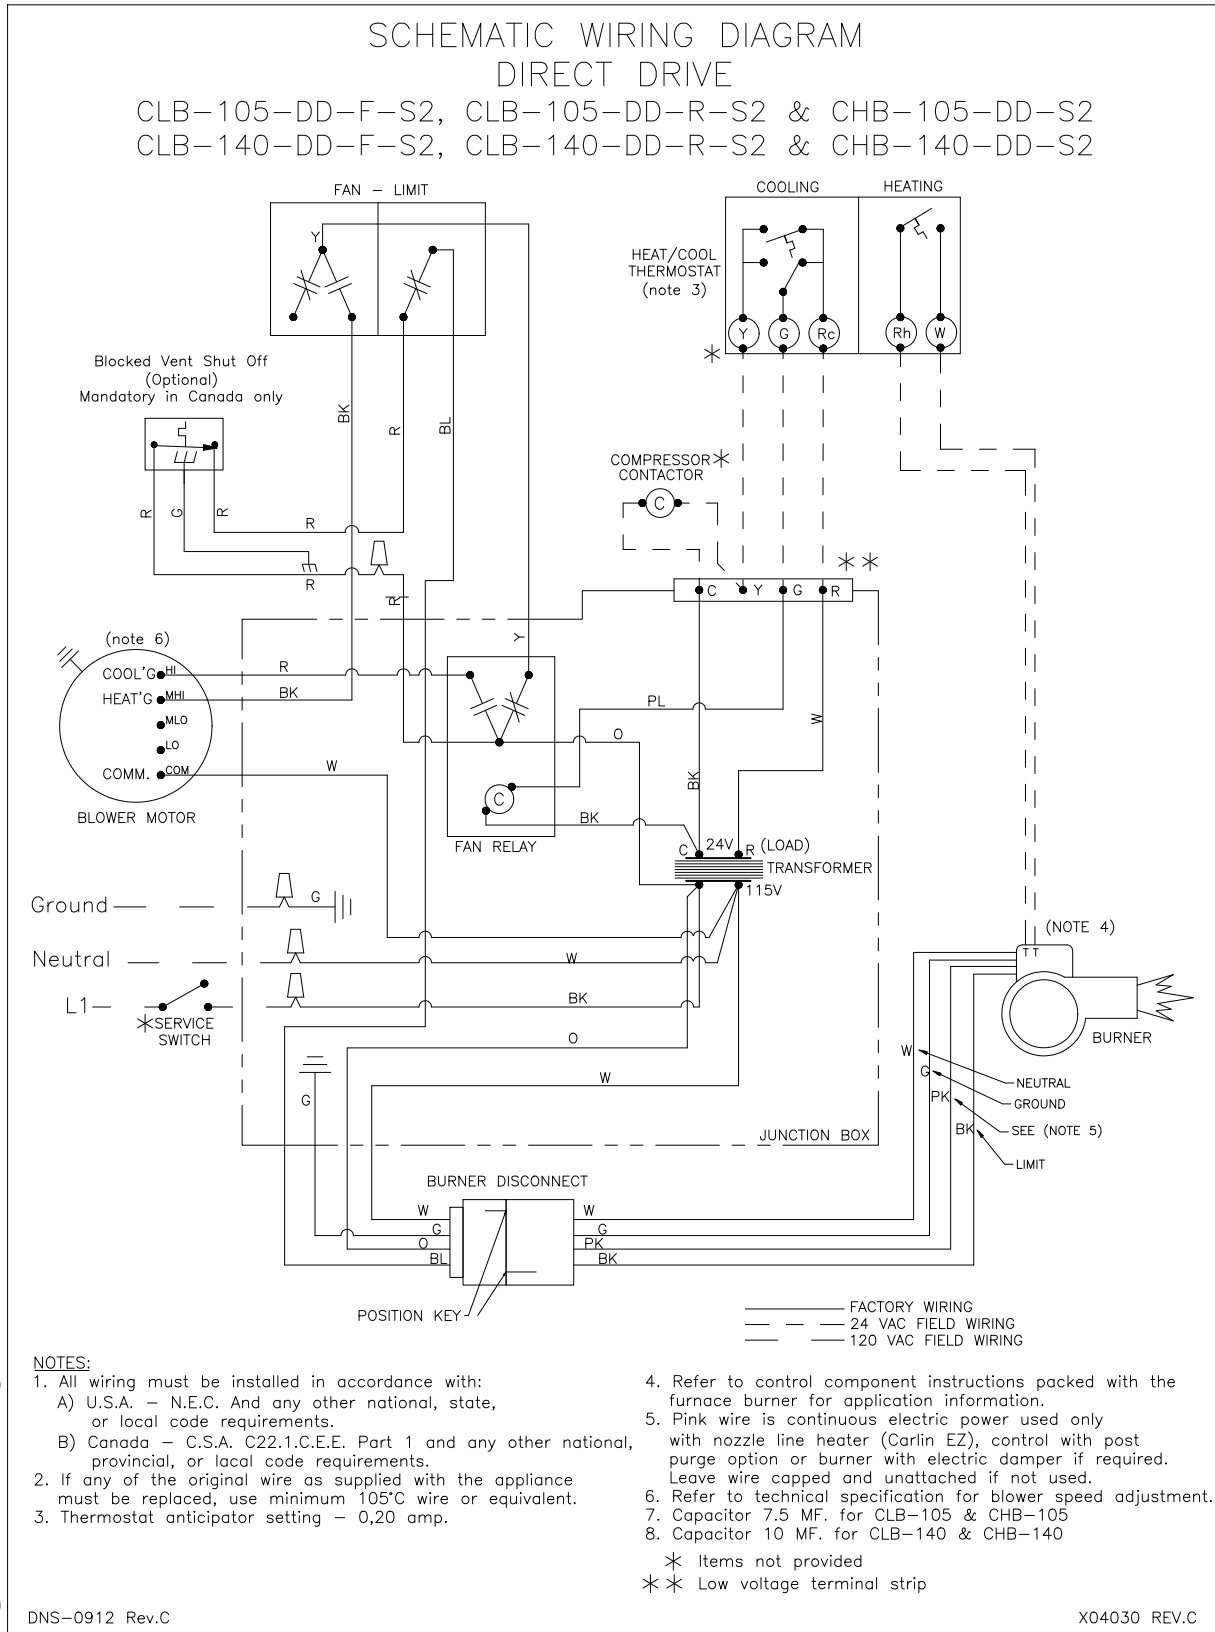 SCHEMATIC WIRING DIAGRAM
DIRECT DRIVE
CLB-105-DD-F-S2, CLB-105-DD-R-S2 & CHB-105-DD-S2
CLB-140-DD-F-S2, CLB-140-DD-R-S2 & CHB-140-DD-S2
FAN - LIMIT
COOLING
HEATING
Y
HEAT/COOL
THERMOSTAT
(note 3)
Y
G
Rc
Rh
W
*
Blocked Vent Shut Off
(Optional)
Mandatory in Canada only
BK
R
BL
COMPRESSOR*
CONTACTOR
C
R
G
R
R
R
R
* *
C
Y
G
R
Y
(note 6)
COOL'G
HI
HEAT'G
MHI
MLO
LO
COMM.
COM
BLOWER MOTOR
R
BK
W
PL
O
W
BK
C
FAN RELAY
BK
C
24V
R
(LOAD)
TRANSFORMER
115V
Ground
G
Neutral
W
L1
BK
*SERVICE
SWITCH
O
W
G
JUNCTION BOX
(NOTE 4)
T T
BURNER
W
NEUTRAL
G
GROUND
PK
SEE (NOTE 5)
BK
LIMIT
BURNER DISCONNECT
W
G
O
BL
W
G
PK
BK
POSITION KEY
FACTORY WIRING
24 VAC FIELD WIRING
120 VAC FIELD WIRING
NOTES:
1. All wiring must be installed in accordance with:
A) U.S.A. - N.E.C. And any other national, state,
or local code requirements.
B) Canada - C.S.A. C22.1.C.E.E. Part 1 and any other national,
provincial, or lacal code requirements.
2. If any of the original wire as supplied with the appliance
must be replaced, use minimum 105°C wire or equivalent.
3. Thermostat anticipator setting - 0,20 amp.
4. Refer to control component instructions packed with the
furnace burner for application information.
5. Pink wire is continuous electric power used only
with nozzle line heater (Carlin EZ), control with post
purge option or burner with electric damper if required.
Leave wire capped and unattached if not used.
6. Refer to technical specification for blower speed adjustment.
7. Capacitor 7.5 MF. for CLB-105 & CHB-105
8. Capacitor 10 MF. for CLB-140 & CHB-140
* Items not provided
* * Low voltage terminal strip
DNS-0912 Rev.C
X04030 REV.C